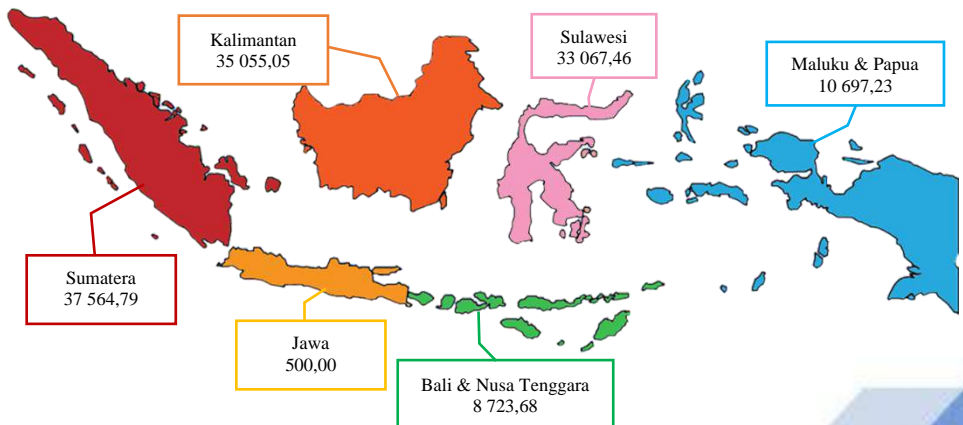 Kalimantan
35 055,05
Sulawesi
33 067,46
Maluku & Papua
10 697,23
Sumatera
37 564,79
Jawa
500,00
Bali & Nusa Tenggara
8 723,68